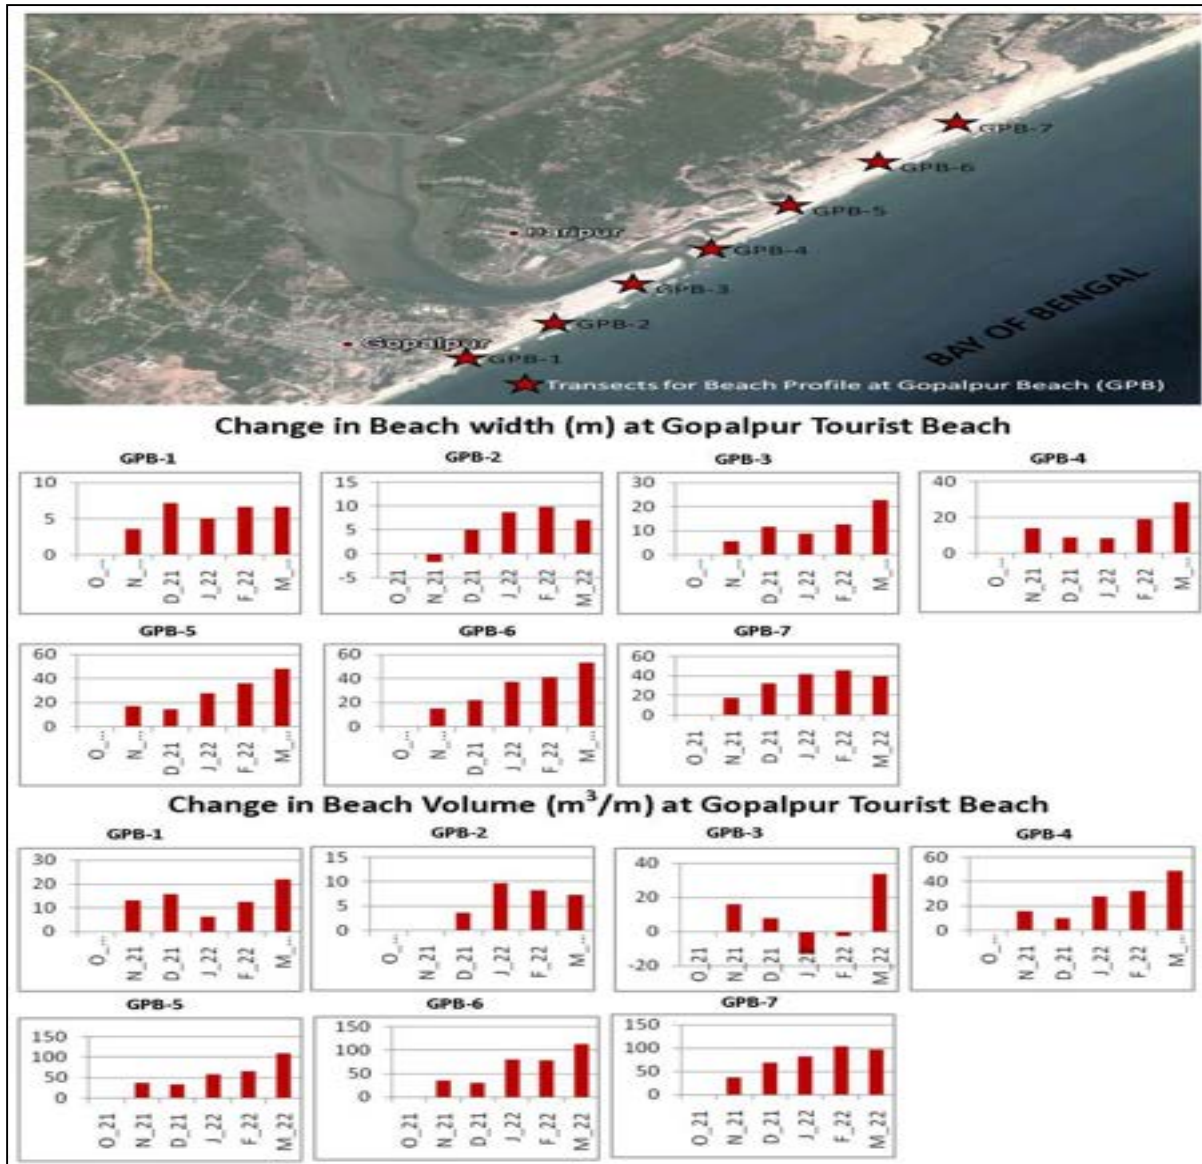 GPB-7
GPB-6
GPB-5
Haripur
GPB-4
GPB-3
GPB-2
Gopalpur
GPB-1
BAY OF BENGAL
Transects for Beach Profile at Gopalpur Beach (GPB)
Change in Beach width (m) at Gopalpur Tourist Beach
GPB-1
10
5
0
O_...
N_...
D_21
J_22
F_22
M_...
GPB-2
15
10
5
0
-5
O_21
N_21
D_21
J_22
F_22
M_22
GPB-3
30
20
10
0
O_...
N_...
D_21
J_22
F_22
M_...
GPB-4
40
20
0
O_...
N_21
D_21
J_22
F_22
M_...
GPB-5
60
40
20
0
O_...
N_...
D_21
J_22
F_22
M_...
GPB-6
60
40
20
0
O_...
N_...
D_21
J_22
F_22
M_...
GPB-7
60
40
20
0
O_21
N_21
D_21
J_22
F_22
M_22
Change in Beach Volume (m³/m) at Gopalpur Tourist Beach
GPB-1
30
20
10
0
O_...
N_21
D_21
J_22
F_22
M_...
GPB-2
15
10
5
0
O_...
N_21
D_21
J_22
F_22
M_...
GPB-3
40
20
0
-20
O_21
N_21
D_21
J_22
F_22
M_22
GPB-4
60
40
20
0
O_...
N_21
D_21
J_22
F_22
M_...
GPB-5
150
100
50
0
O_21
N_21
D_21
J_22
F_22
M_22
GPB-6
150
100
50
0
O_21
N_21
D_21
J_22
F_22
M_22
GPB-7
150
100
50
0
O_21
N_21
D_21
J_22
F_22
M_22